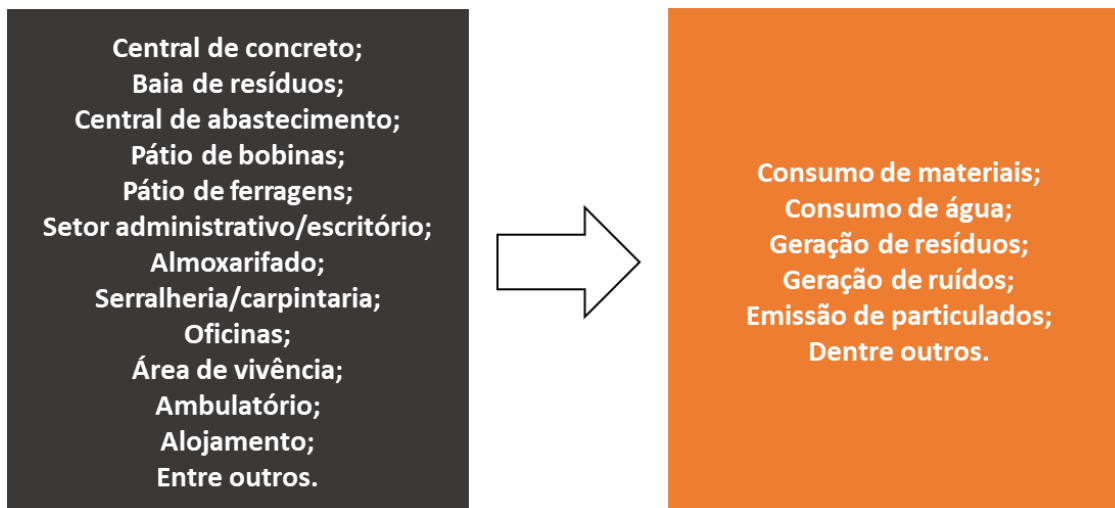 Central de concreto;
Baia de resíduos;
Central de abastecimento;
Pátio de bobinas;
Pátio de ferragens;
Setor administrativo/escritório;
Almoxarifado;
Serralheria/carpintaria;
Oficinas;
Área de vivência;
Ambulatório;
Alojamento;
Entre outros.
Consumo de materiais;
Consumo de água;
Geração de resíduos;
Geração de ruídos;
Emissão de particulados;
Dentre outros.